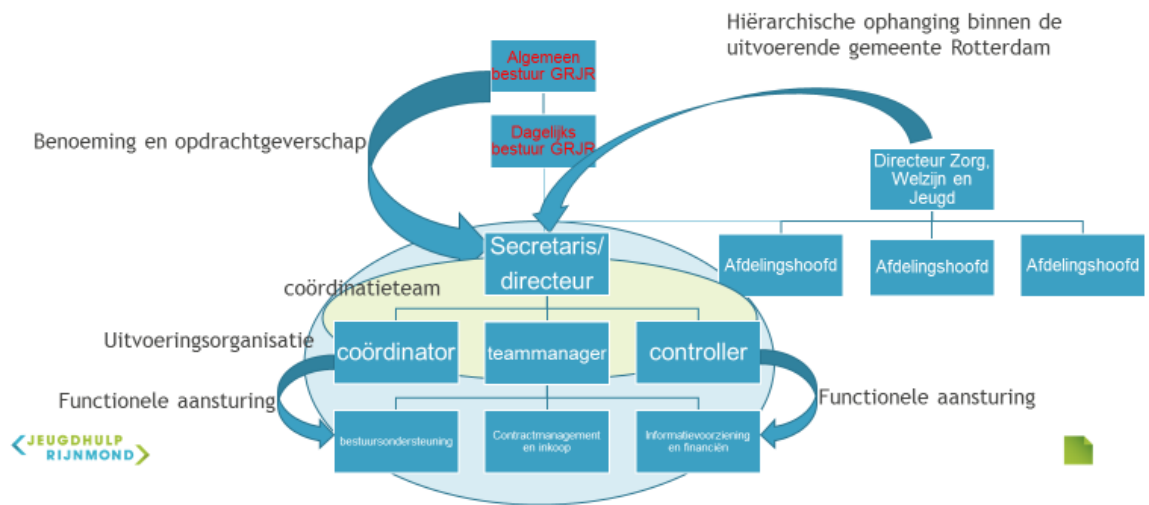 Hiërarchische ophanging binnen de
uitvoerende gemeente Rotterdam
Algemeen
bestuur GRJR
Benoeming en opdrachtgeverschap
Dagelijks
bestuur GRJR
Directeur Zorg,
Welzijn en
Jeugd
Secretaris/
directeur
Afdelingshoofd
Afdelingshoofd
Afdelingshoofd
coördinatieteam
Uitvoeringsorganisatie
coördinator
teammanager
controller
Functionele aansturing
Functionele aansturing
bestuursondersteuning
Contractmanagement
en inkoop
Informatievoorziening
en financiën
JEUGDHULP
RIJNMOND